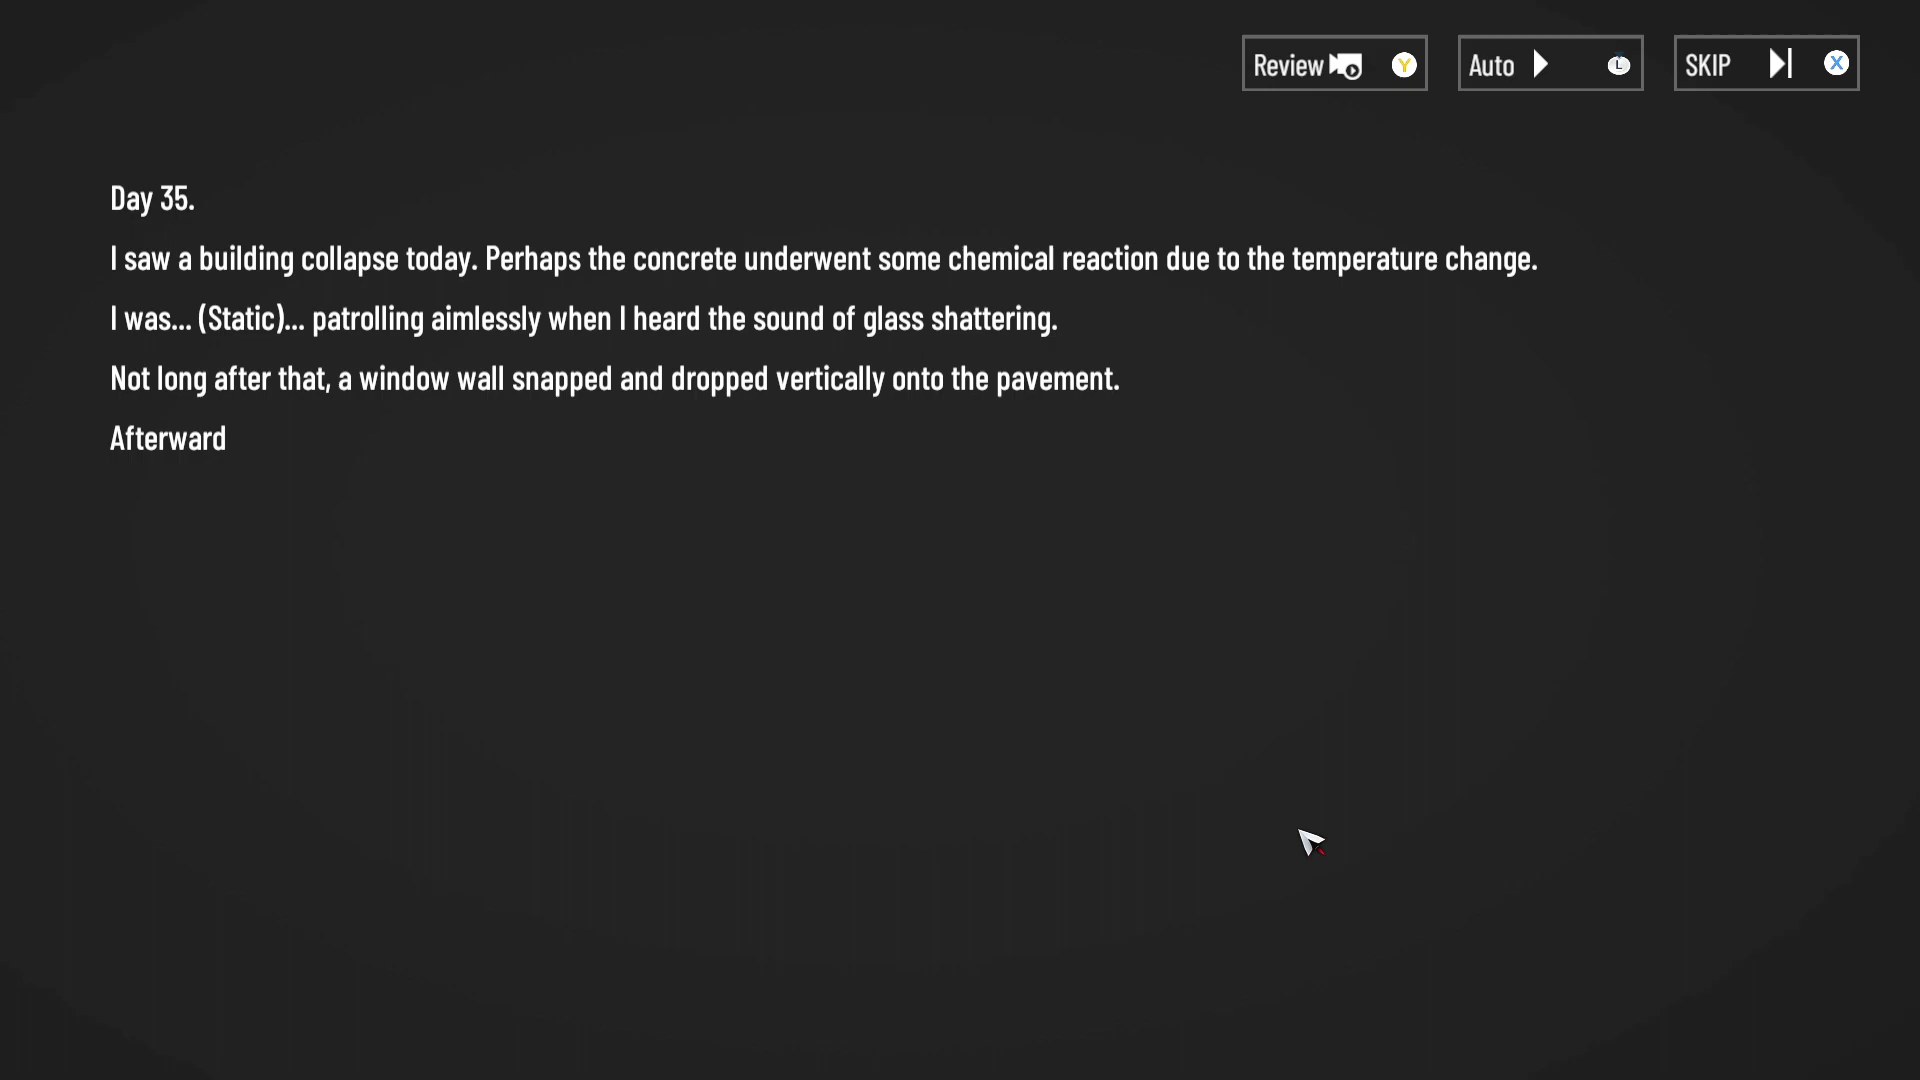 Review Y Auto L SKIP X
Day 35.
I saw a building collapse today. Perhaps the concrete underwent some chemical reaction due to the temperature change.
I was... (Static)... patrolling aimlessly when I heard the sound of glass shattering.
Not long after that, a window wall snapped and dropped vertically onto the pavement.
Afterward